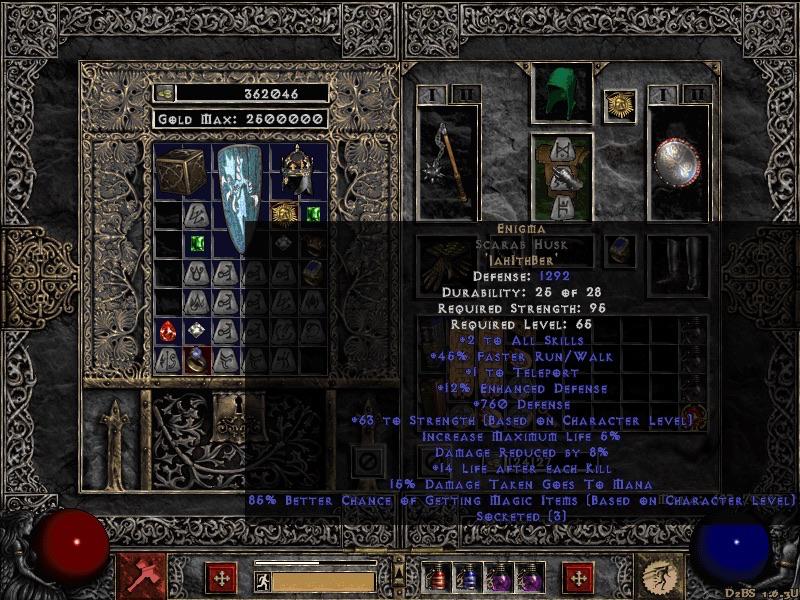 362046
Gold Max: 2500000
I II
I II
Enigma
Scarab Husk
'JahIthBer'
Defense: 1292
Durability: 25 of 28
Required Strength: 95
Required Level: 65
+2 to All Skills
+45% Faster Run/Walk
+1 to Teleport
+12% Enhanced Defense
+760 Defense
+63 to Strength (Based on Character Level)
Increase Maximum Life 5%
Damage Reduced by 8%
+14 Life after each Kill
15% Damage Taken Goes To Mana
85% Better Chance of Getting Magic Items (Based on Character Level)
Socketed (3)
D2BS 1.6.3U